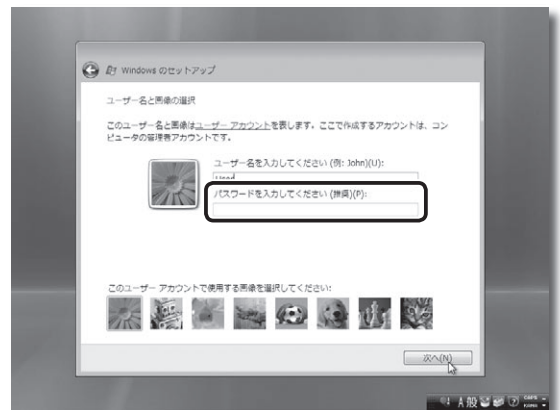 Windows のセットアップ
ユーザー名と画像の選択
このユーザー名と画像はユーザー アカウントを表します。ここで作成するアカウントは、コン
ピュータの管理者アカウントです。
ユーザー名を入力してください (例: John)(U):
パスワードを入力してください (推奨)(P):
このユーザー アカウントで使用する画像を選択してください:
次へ(N)
A 般
CAPS
KANA